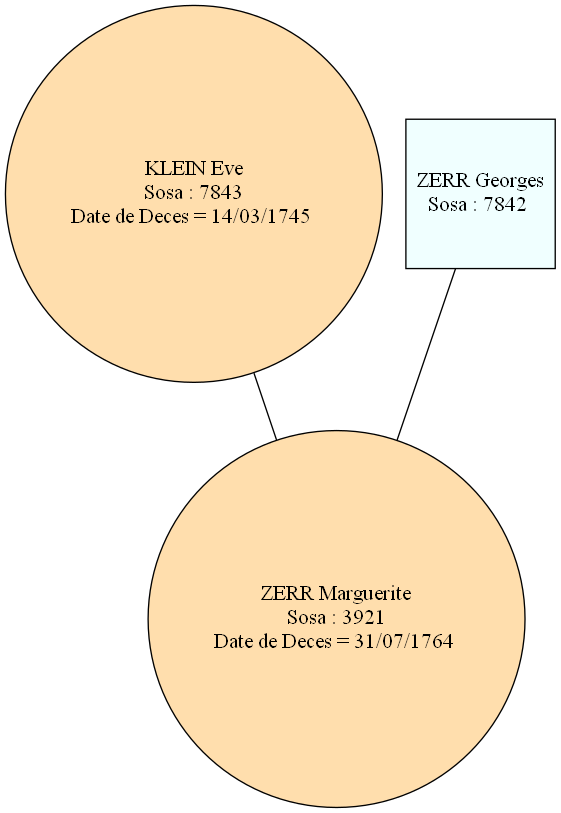 KLEIN Eve
Sosa : 7843
Date de Deces = 14/03/1745
ZERR Georges
Sosa : 7842
ZERR Marguerite
Sosa : 3921
Date de Deces = 31/07/1764